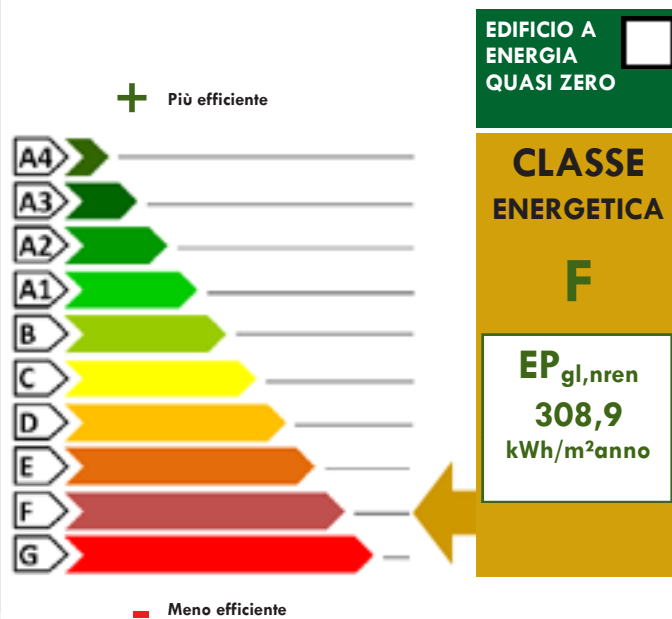 EDIFICIO A
ENERGIA
QUASI ZERO
+ Più efficiente
A4
A3
A2
A1
B
C
D
E
F
G
- Meno efficiente
CLASSE
ENERGETICA
F
EPgl,nren
308,9
kWh/m²anno